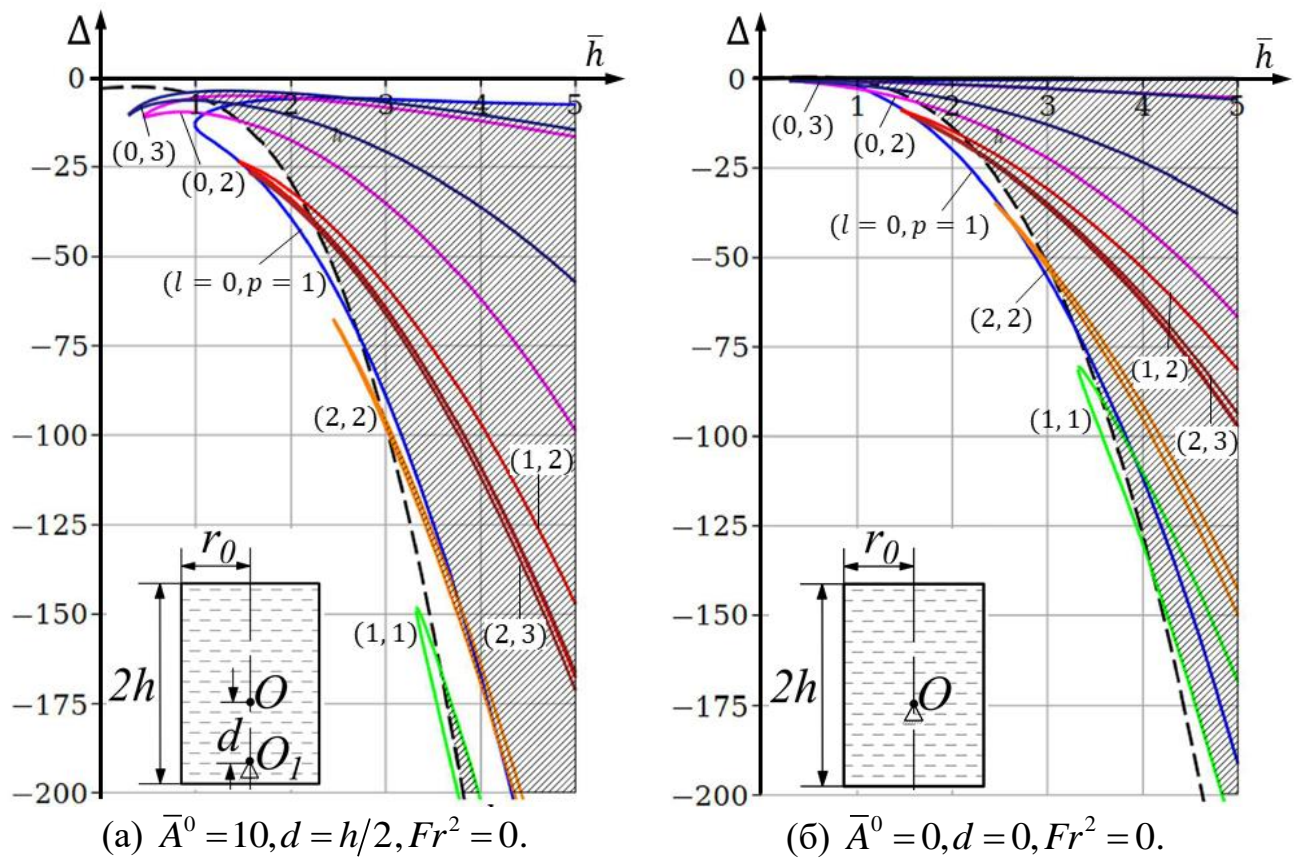 Δ
h̄
0
1
2
3
4
5
(0, 3)
(0, 2)
h
−25
−50
(l = 0, p = 1)
−75
−100
(2, 2)
(1, 2)
−125
−150
(1, 1)
(2, 3)
−175
−200
r₀
2h
O
d
O₁
(а) A̅⁰ = 10, d = h/2, Fr² = 0.
Δ
h̄
0
1
2
3
4
5
(0, 3)
(0, 2)
h
−25
(l = 0, p = 1)
−50
(2, 2)
−75
(1, 2)
(1, 1)
−100
(2, 3)
−125
−150
−175
−200
r₀
2h
O
(б) A̅⁰ = 0, d = 0, Fr² = 0.